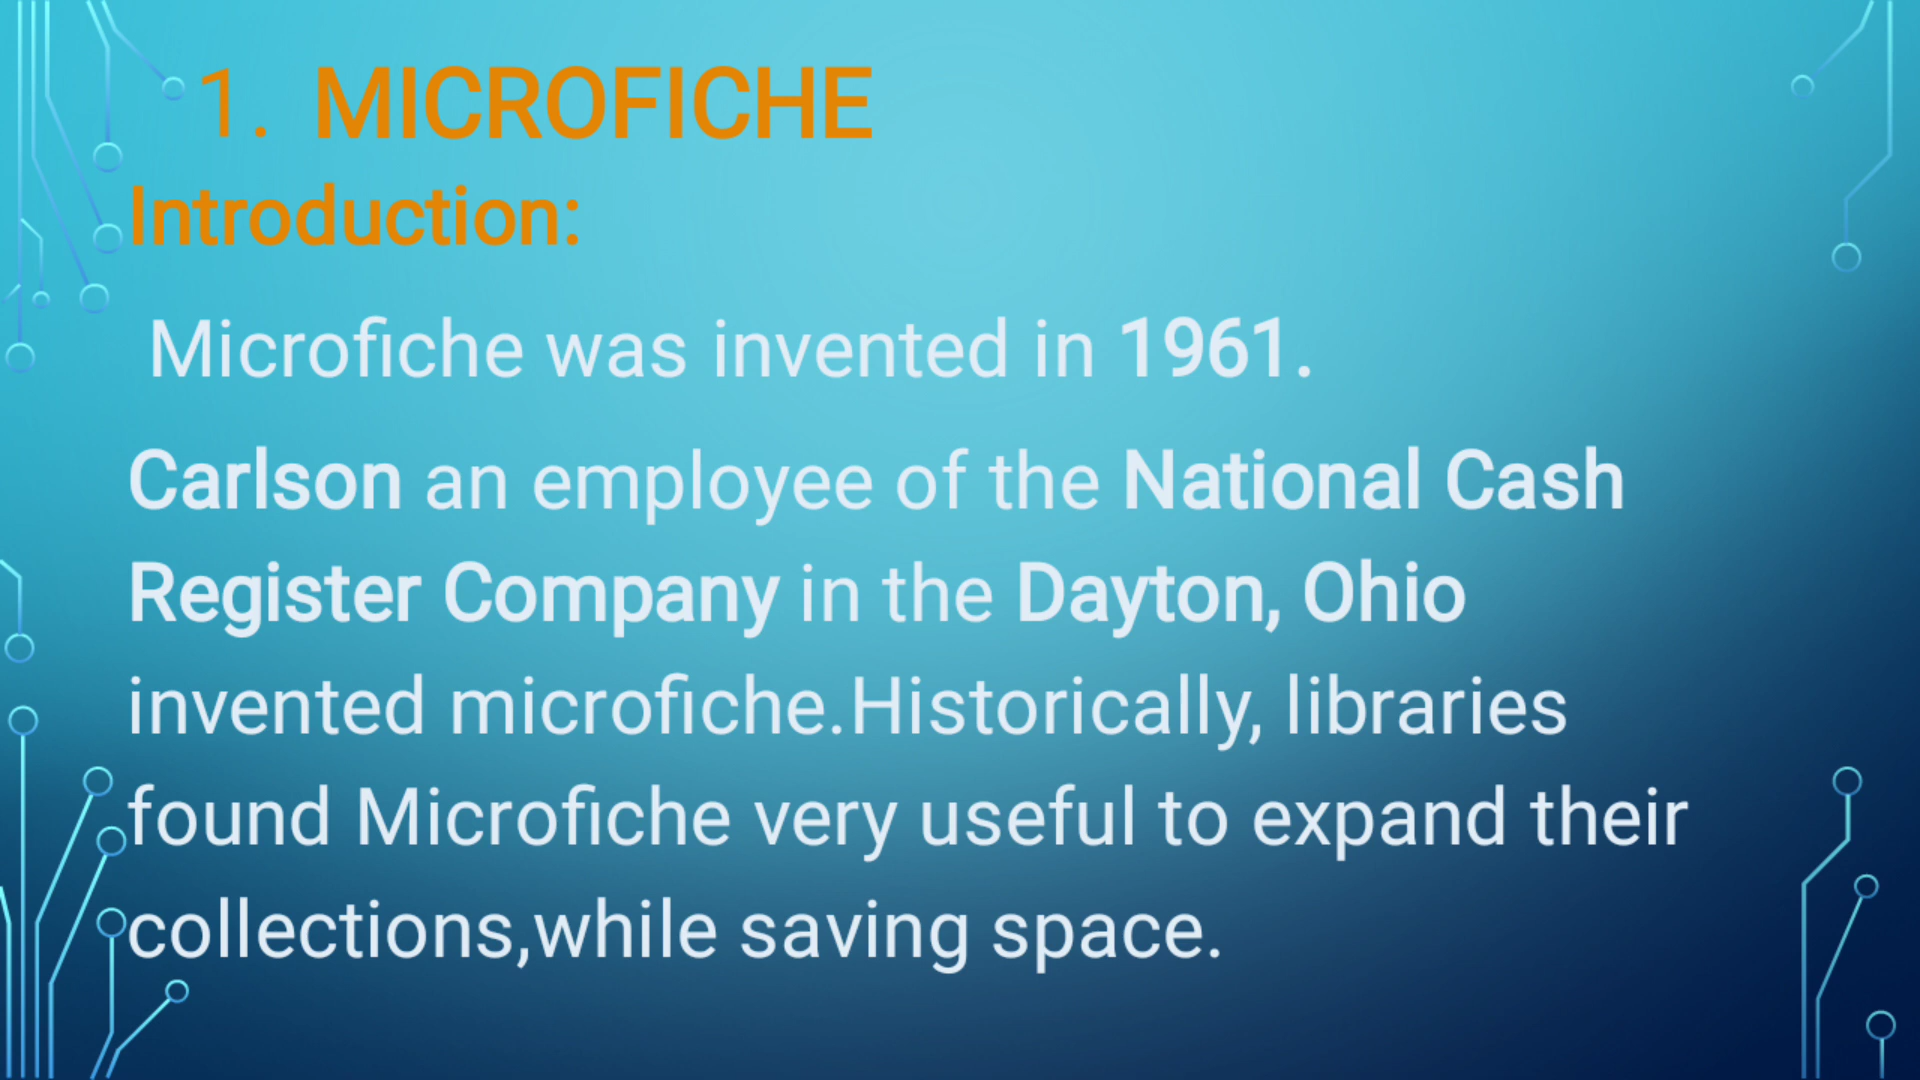 1. MICROFICHE
Introduction:
Microfiche was invented in 1961.
Carlson an employee of the National Cash
Register Company in the Dayton, Ohio
invented microfiche.Historically, libraries
found Microfiche very useful to expand their
collections,while saving space.